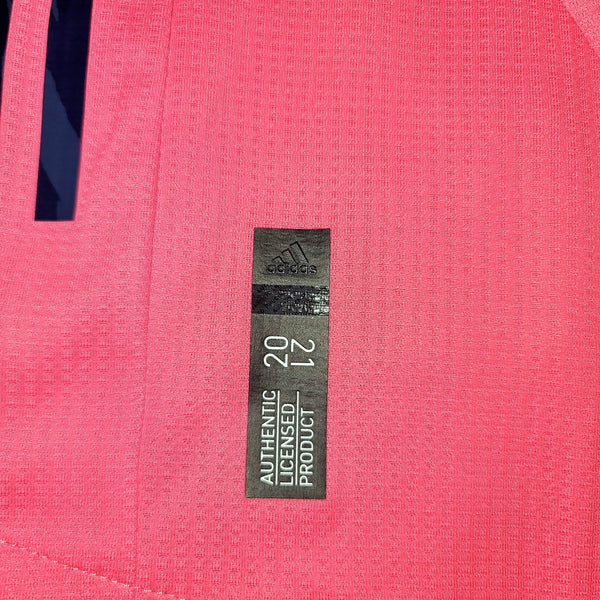 adidas
20
21
AUTHENTIC
LICENSED
PRODUCT